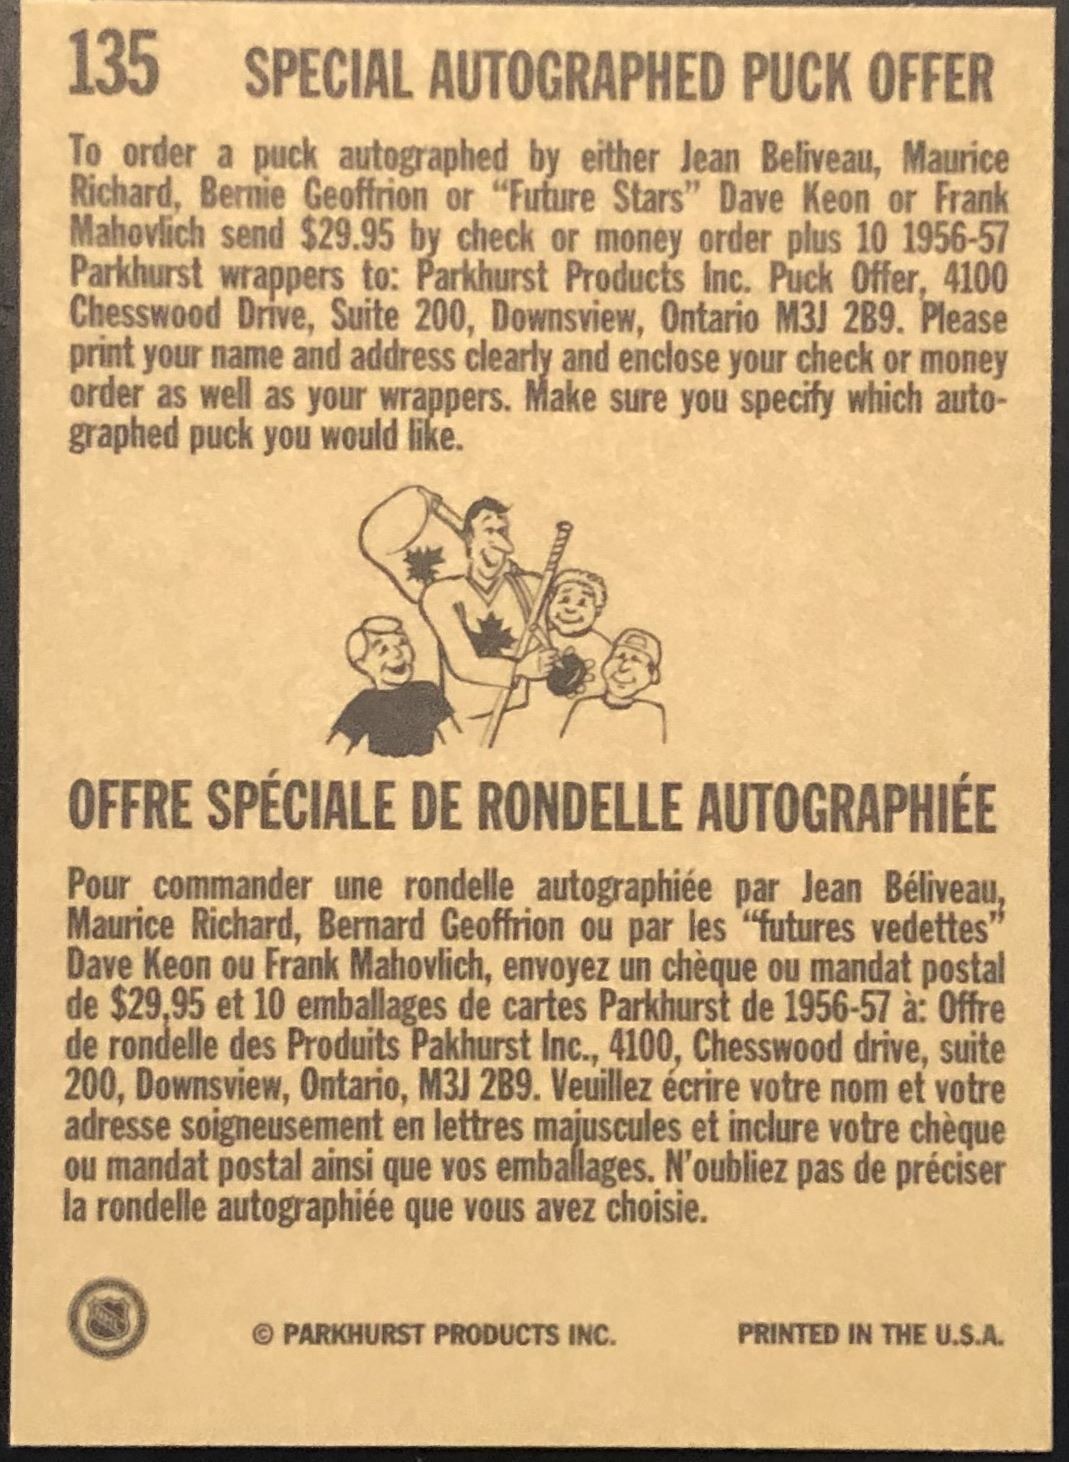 135 SPECIAL AUTOGRAPHED PUCK OFFER
To order a puck autographed by either Jean Beliveau, Maurice
Richard, Bernie Geoffrion or "Future Stars" Dave Keon or Frank
Mahovlich send $29.95 by check or money order plus 10 1956-57
Parkhurst wrappers to: Parkhurst Products Inc. Puck Offer, 4100
Chesswood Drive, Suite 200, Downsview, Ontario M3J 2B9. Please
print your name and address clearly and enclose your check or money
order as well as your wrappers. Make sure you specify which auto-
graphed puck you would like.
OFFRE SPÉCIALE DE RONDELLE AUTOGRAPHIÉE
Pour commander une rondelle autographiée par Jean Béliveau,
Maurice Richard, Bernard Geoffrion ou par les "futures vedettes"
Dave Keon ou Frank Mahovlich, envoyez un chèque ou mandat postal
de $29,95 et 10 emballages de cartes Parkhurst de 1956-57 à: Offre
de rondelle des Produits Pakhurst Inc., 4100, Chesswood drive, suite
200, Downsview, Ontario, M3J 2B9. Veuillez écrire votre nom et votre
adresse soigneusement en lettres majuscules et inclure votre chèque
ou mandat postal ainsi que vos emballages. N'oubliez pas de préciser
la rondelle autographiée que vous avez choisie.
NHL
© PARKHURST PRODUCTS INC. PRINTED IN THE U.S.A.